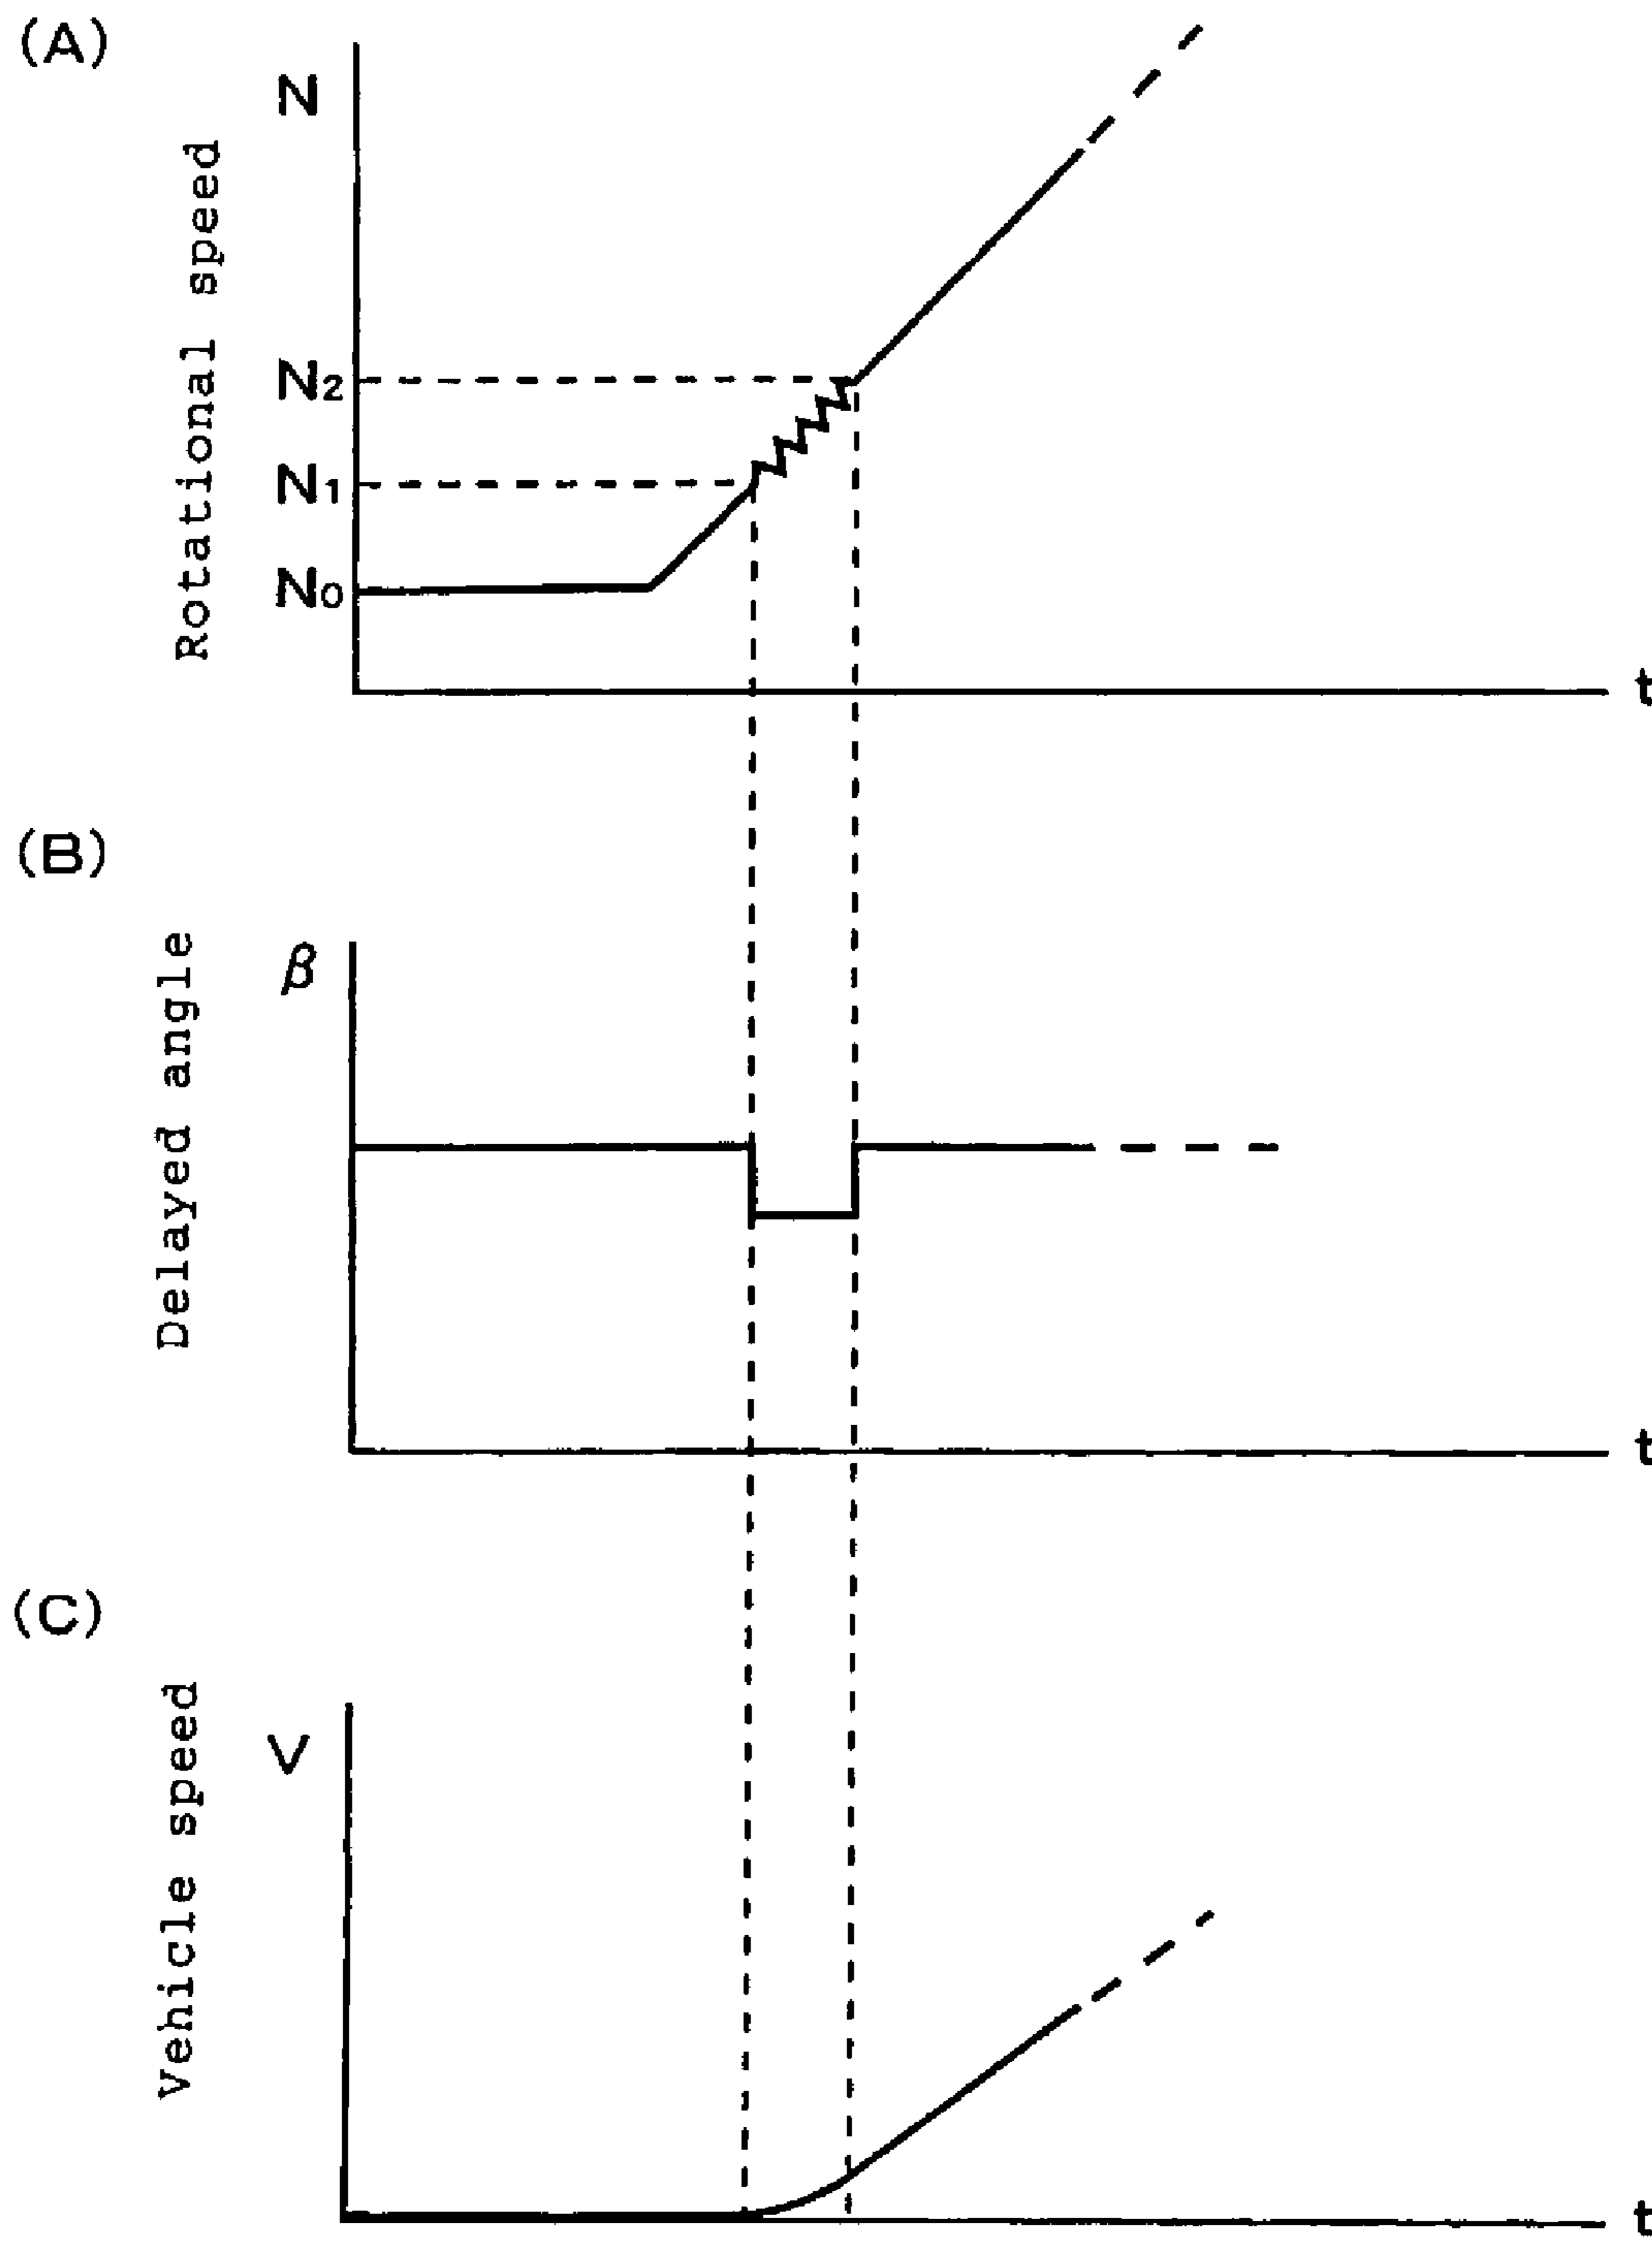 (A)
N
Rotational speed
N2
N1
N0
t
(B)
β
Delayed angle
t
(C)
V
Vehicle speed
t